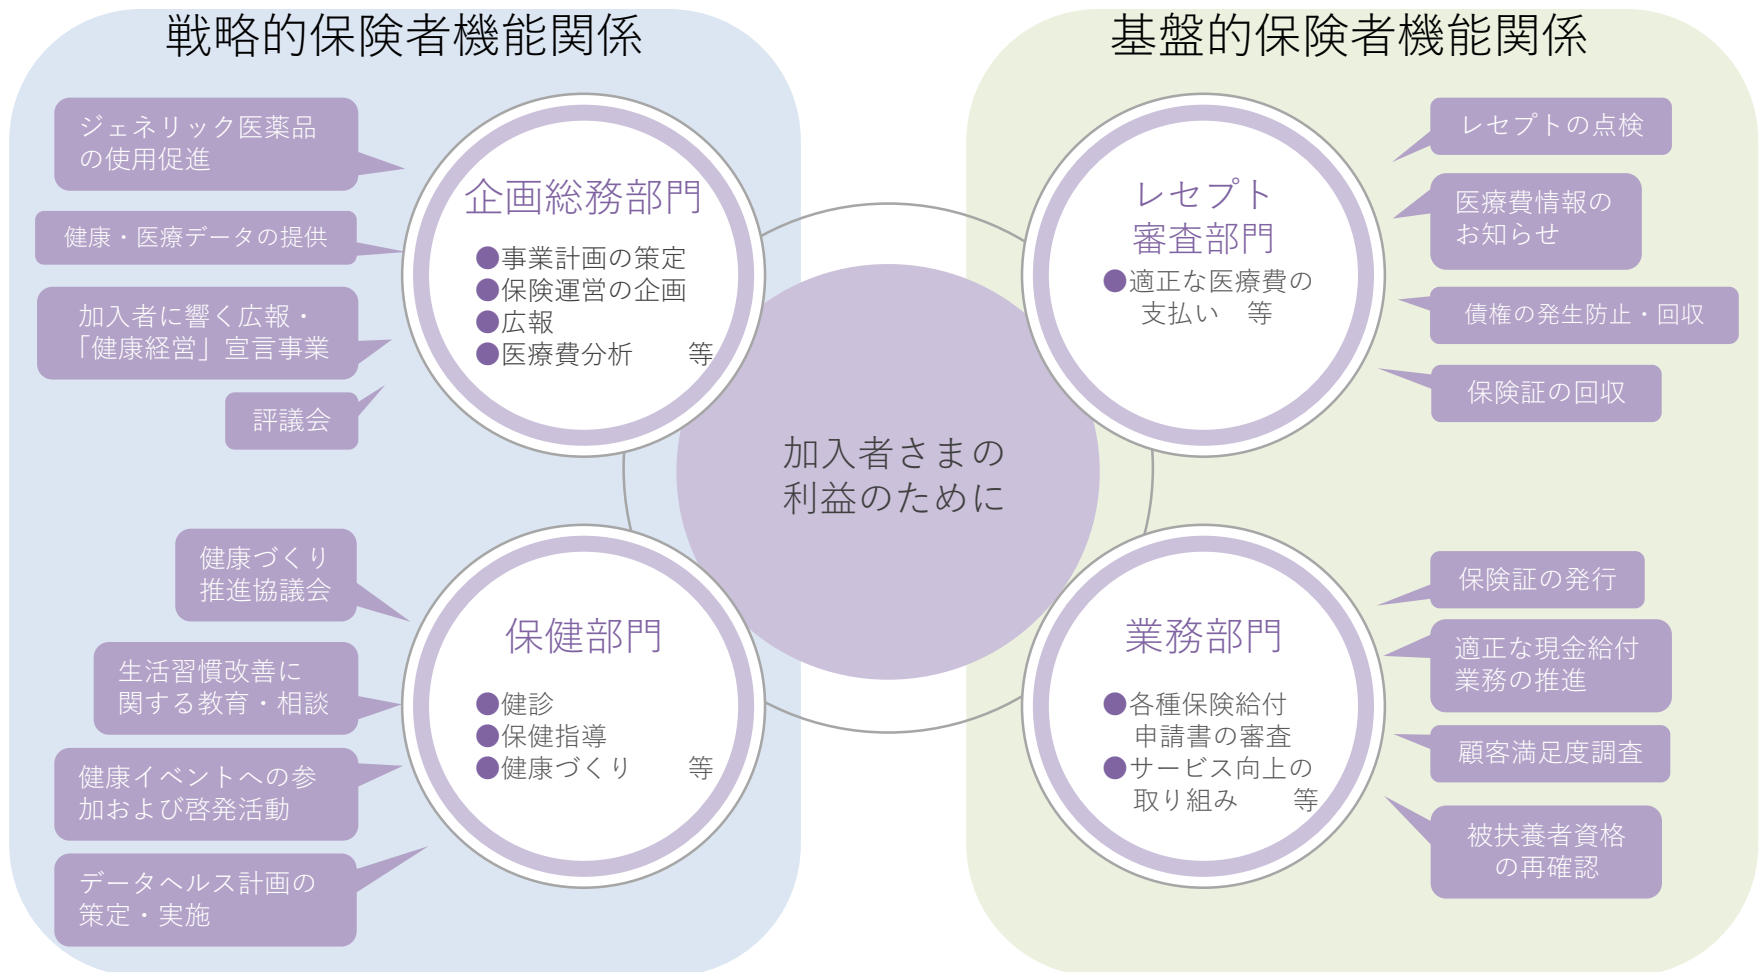 戦略的保険者機能関係
ジェネリック医薬品
の使用促進
健康・医療データの提供
加入者に響く広報・
「健康経営」宣言事業
評議会
企画総務部門
●事業計画の策定
●保険運営の企画
●広報
●医療費分析　　等
健康づくり
推進協議会
生活習慣改善に
関する教育・相談
健康イベントへの参
加および啓発活動
データヘルス計画の
策定・実施
保健部門
●健診
●保健指導
●健康づくり　　等
加入者さまの
利益のために
基盤的保険者機能関係
レセプト
審査部門
●適正な医療費の
支払い　等
レセプトの点検
医療費情報の
お知らせ
債権の発生防止・回収
保険証の回収
業務部門
●各種保険給付
申請書の審査
●サービス向上の
取り組み　　等
保険証の発行
適正な現金給付
業務の推進
顧客満足度調査
被扶養者資格
の再確認